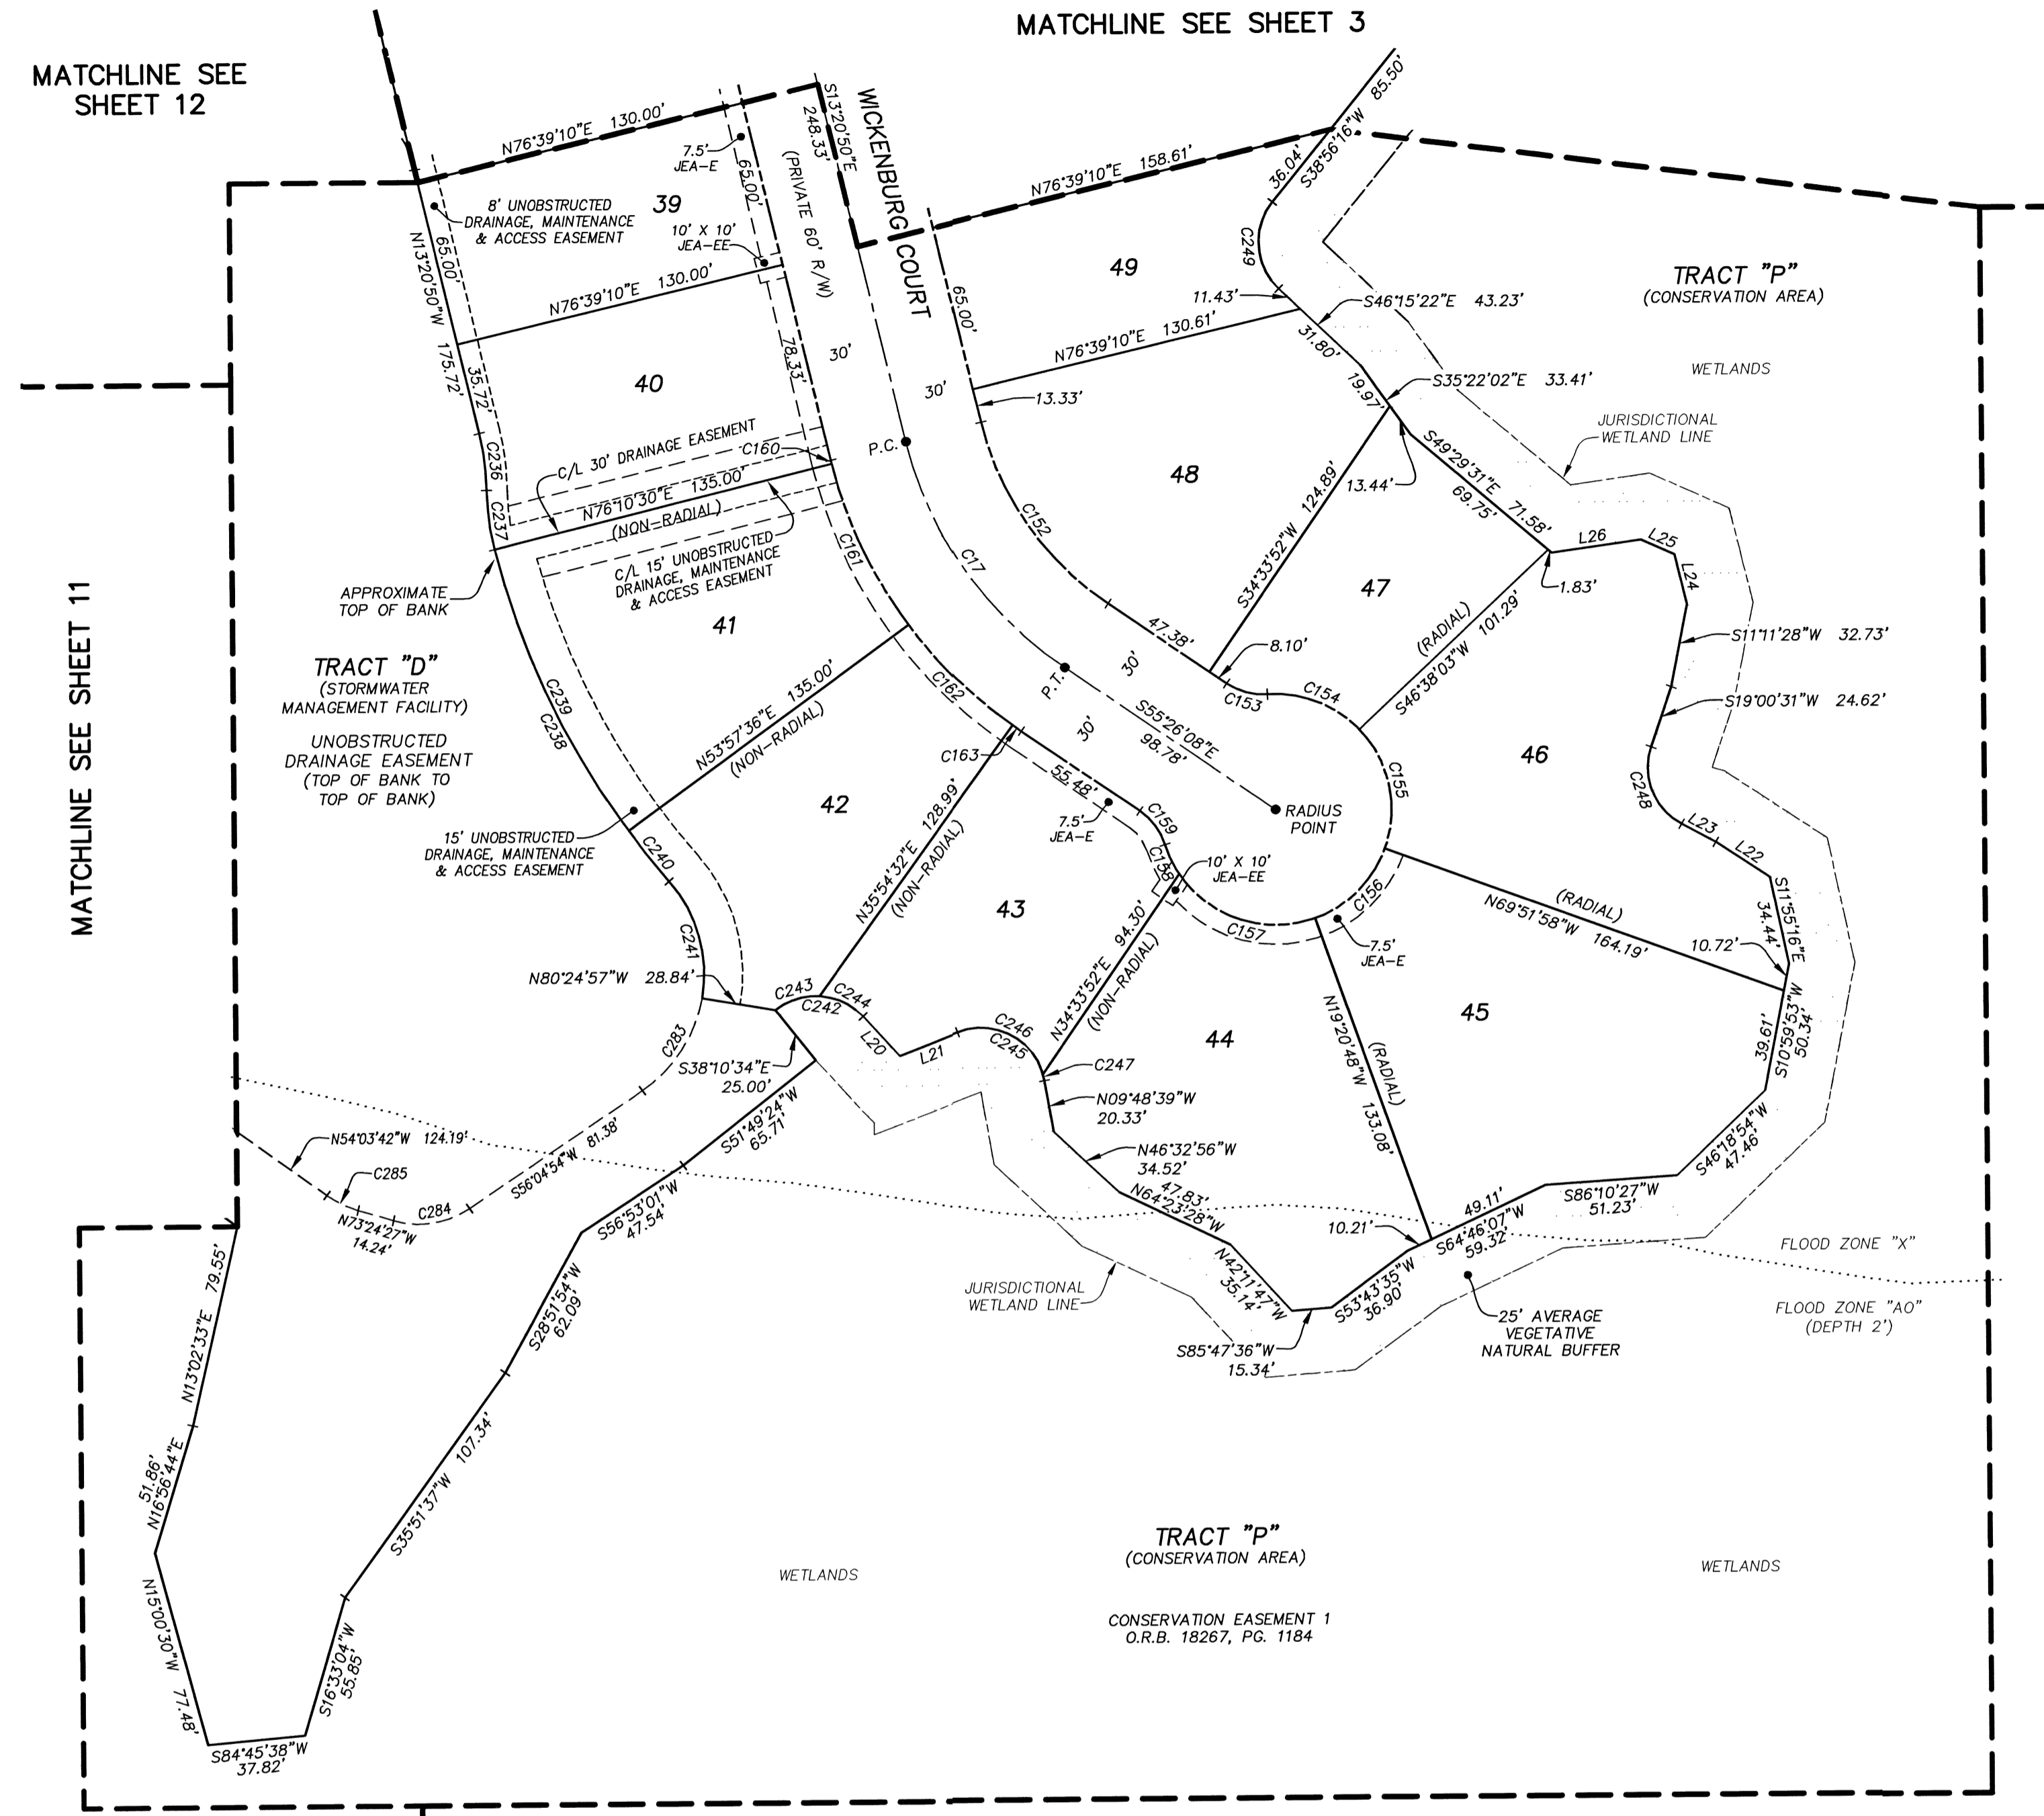 MATCHLINE SEE SHEET 3
MATCHLINE SEE
SHEET 12
MATCHLINE SEE SHEET 11
N76°39'10"E 130.00'
7.5'
JEA-E
65.00'
S13°20'50"E
248.33'
WICKENBURG COURT
(PRIVATE 60' R/W)
39
8' UNOBSTRUCTED
DRAINAGE, MAINTENANCE
& ACCESS EASEMENT
10' X 10'
JEA-EE
65.00'
N13°20'50"W 175.72'
N76°39'10"E 130.00'
78.33'
30'
30'
35.72'
40
P.C.
C236
C237
C/L 30' DRAINAGE EASEMENT
C160
N76°10'30"E 135.00'
(NON-RADIAL)
C/L 15' UNOBSTRUCTED
DRAINAGE, MAINTENANCE
& ACCESS EASEMENT
C161
APPROXIMATE
TOP OF BANK
41
TRACT "D"
(STORMWATER
MANAGEMENT FACILITY)
UNOBSTRUCTED
DRAINAGE EASEMENT
(TOP OF BANK TO
TOP OF BANK)
C239
C238
N53°57'36"E 135.00'
(NON-RADIAL)
C162
C163
42
15' UNOBSTRUCTED
DRAINAGE, MAINTENANCE
& ACCESS EASEMENT
C240
C241
N35°54'32"E 128.99'
(NON-RADIAL)
55.48'
7.5'
JEA-E
C159
C158
10' X 10'
JEA-EE
43
N80°24'57"W 28.84'
C243
C242
C244
L20
L21
C246
C245
C247
N34°33'52"E 94.30'
(NON-RADIAL)
C157
C156
7.5'
JEA-E
C283
S38°10'34"E
25.00'
N09°48'39"W
20.33'
N46°32'56"W
34.52'
47.83'
N64°23'28"W
N42°11'47"W
35.14'
S85°47'36"W
15.34'
S53°43'35"W
36.90'
10.21'
49.11'
S64°46'07"W
59.32'
S86°10'27"W
51.23'
S46°18'54"W
47.46'
44
N19°20'48"W 133.08'
(RADIAL)
45
39.61'
S10°59'53"W
50.34'
10.72'
34.44'
S11°55'16"E
(RADIAL)
N69°51'58"W 164.19'
L22
L23
C248
46
S19°00'31"W 24.62'
S11°11'28"W 32.73'
L24
L25
L26
1.83'
(RADIAL)
S46°38'03"W 101.29'
C155
C154
C153
RADIUS
POINT
S55°26'08"E
98.78'
30'
30'
P.T.
C17
C152
47.38'
8.10'
47
S34°33'52"W 124.89'
13.44'
S49°29'31"E 71.58'
69.75'
JURISDICTIONAL
WETLAND LINE
48
13.33'
19.97'
S35°22'02"E 33.41'
31.80'
S46°15'22"E 43.23'
11.43'
N76°39'10"E 130.61'
65.00'
49
N76°39'10"E 158.61'
C249
36.04'
S38°56'16"W 85.50'
TRACT "P"
(CONSERVATION AREA)
WETLANDS
N54°03'42"W 124.19'
C285
N73°24'27"W
14.24'
C284
S56°04'54"W 81.38'
S51°49'24"W
65.71'
S56°53'01"W
47.54'
S28°51'54"W
62.09'
S35°51'37"W 107.34'
S16°33'04"W
55.85'
S84°45'38"W
37.82'
N15°00'30"W 77.48'
51.86'
N16°56'44"E
N13°02'33"E 79.55'
JURISDICTIONAL
WETLAND LINE
25' AVERAGE
VEGETATIVE
NATURAL BUFFER
FLOOD ZONE "X"
FLOOD ZONE "AO"
(DEPTH 2')
WETLANDS
TRACT "P"
(CONSERVATION AREA)
CONSERVATION EASEMENT 1
O.R.B. 18267, PG. 1184
WETLANDS